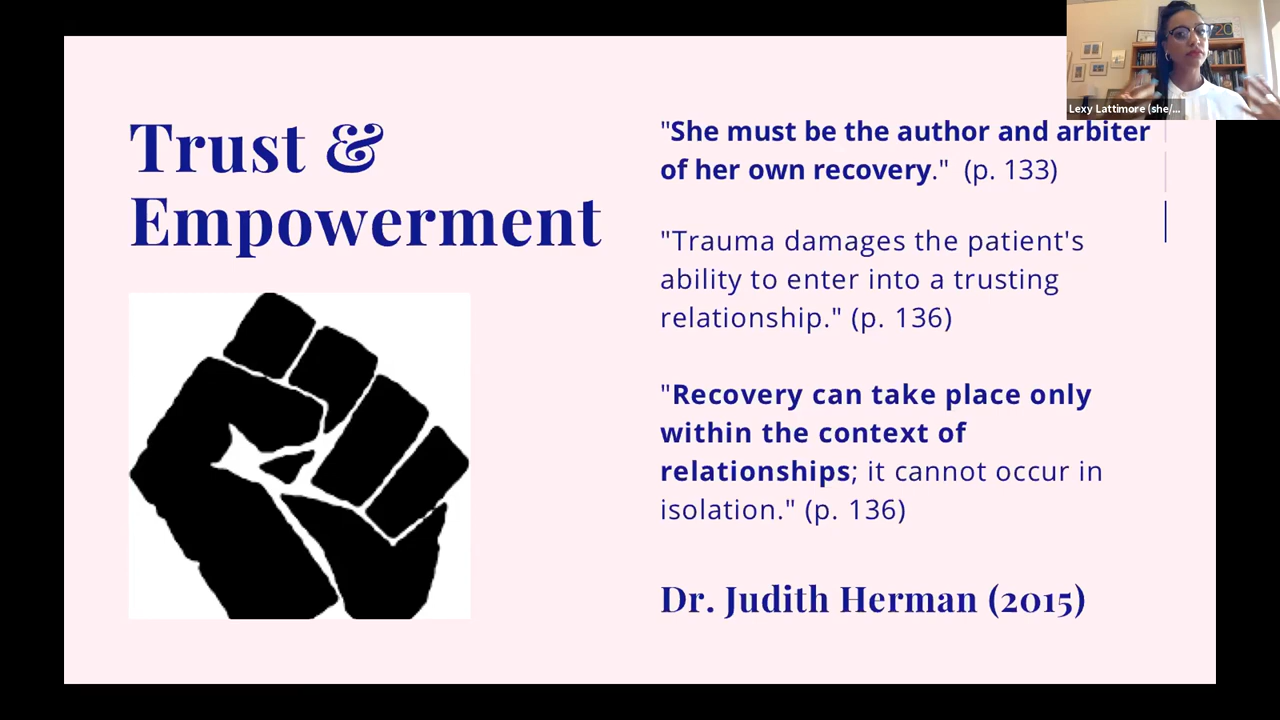 Trust &
Empowerment
"She must be the author and arbiter
of her own recovery."  (p. 133)
"Trauma damages the patient's
ability to enter into a trusting
relationship." (p. 136)
"Recovery can take place only
within the context of
relationships; it cannot occur in
isolation." (p. 136)
Dr. Judith Herman (2015)
Lexy Lattimore (she/...